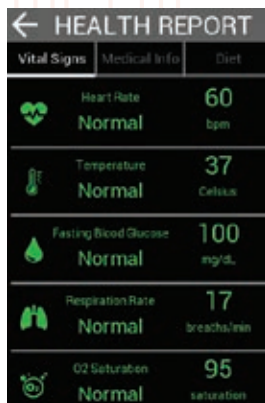 HEALTH REPORT
Vital Signs Medical Info Diet
Heart Rate 60
Normal bpm
Temperature 37
Normal Celsius
Fasting Blood Glucose 100
Normal mg/dL
Respiration Rate 17
Normal breaths/min
O2 Saturation 95
Normal saturation
O₂